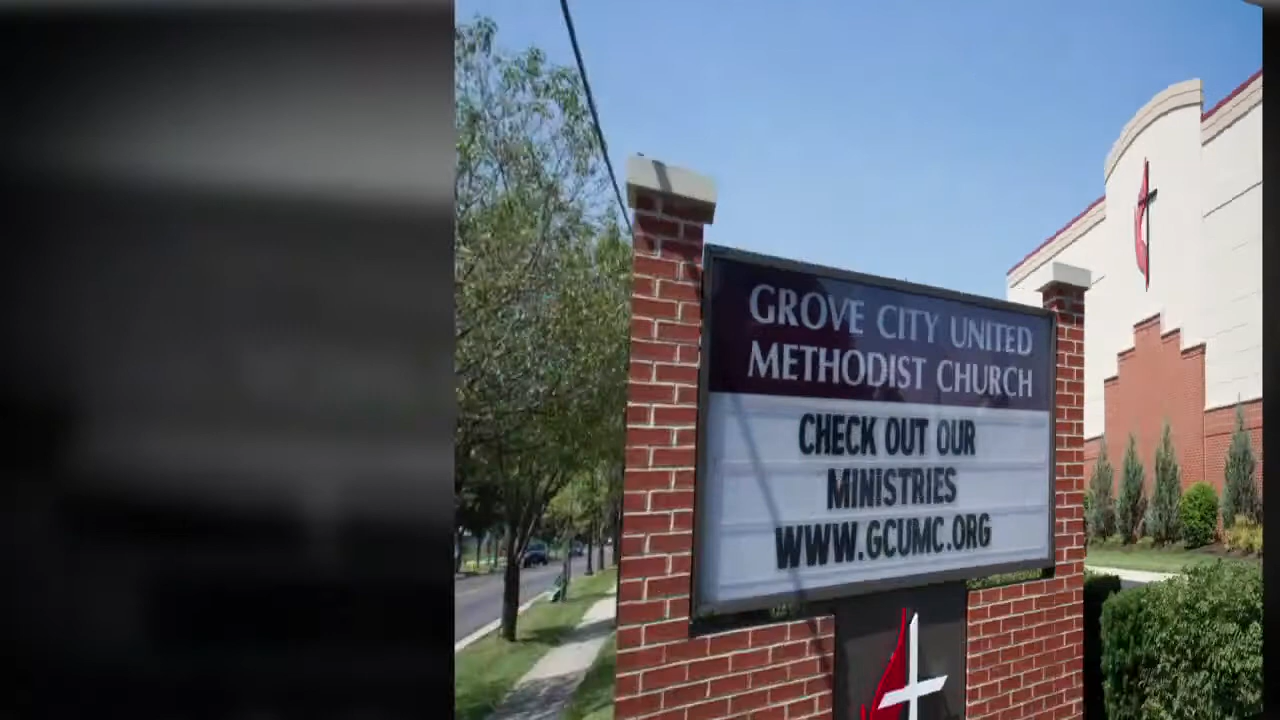 GROVE CITY UNITED
METHODIST CHURCH
CHECK OUT OUR
MINISTRIES
WWW.GCUMC.ORG